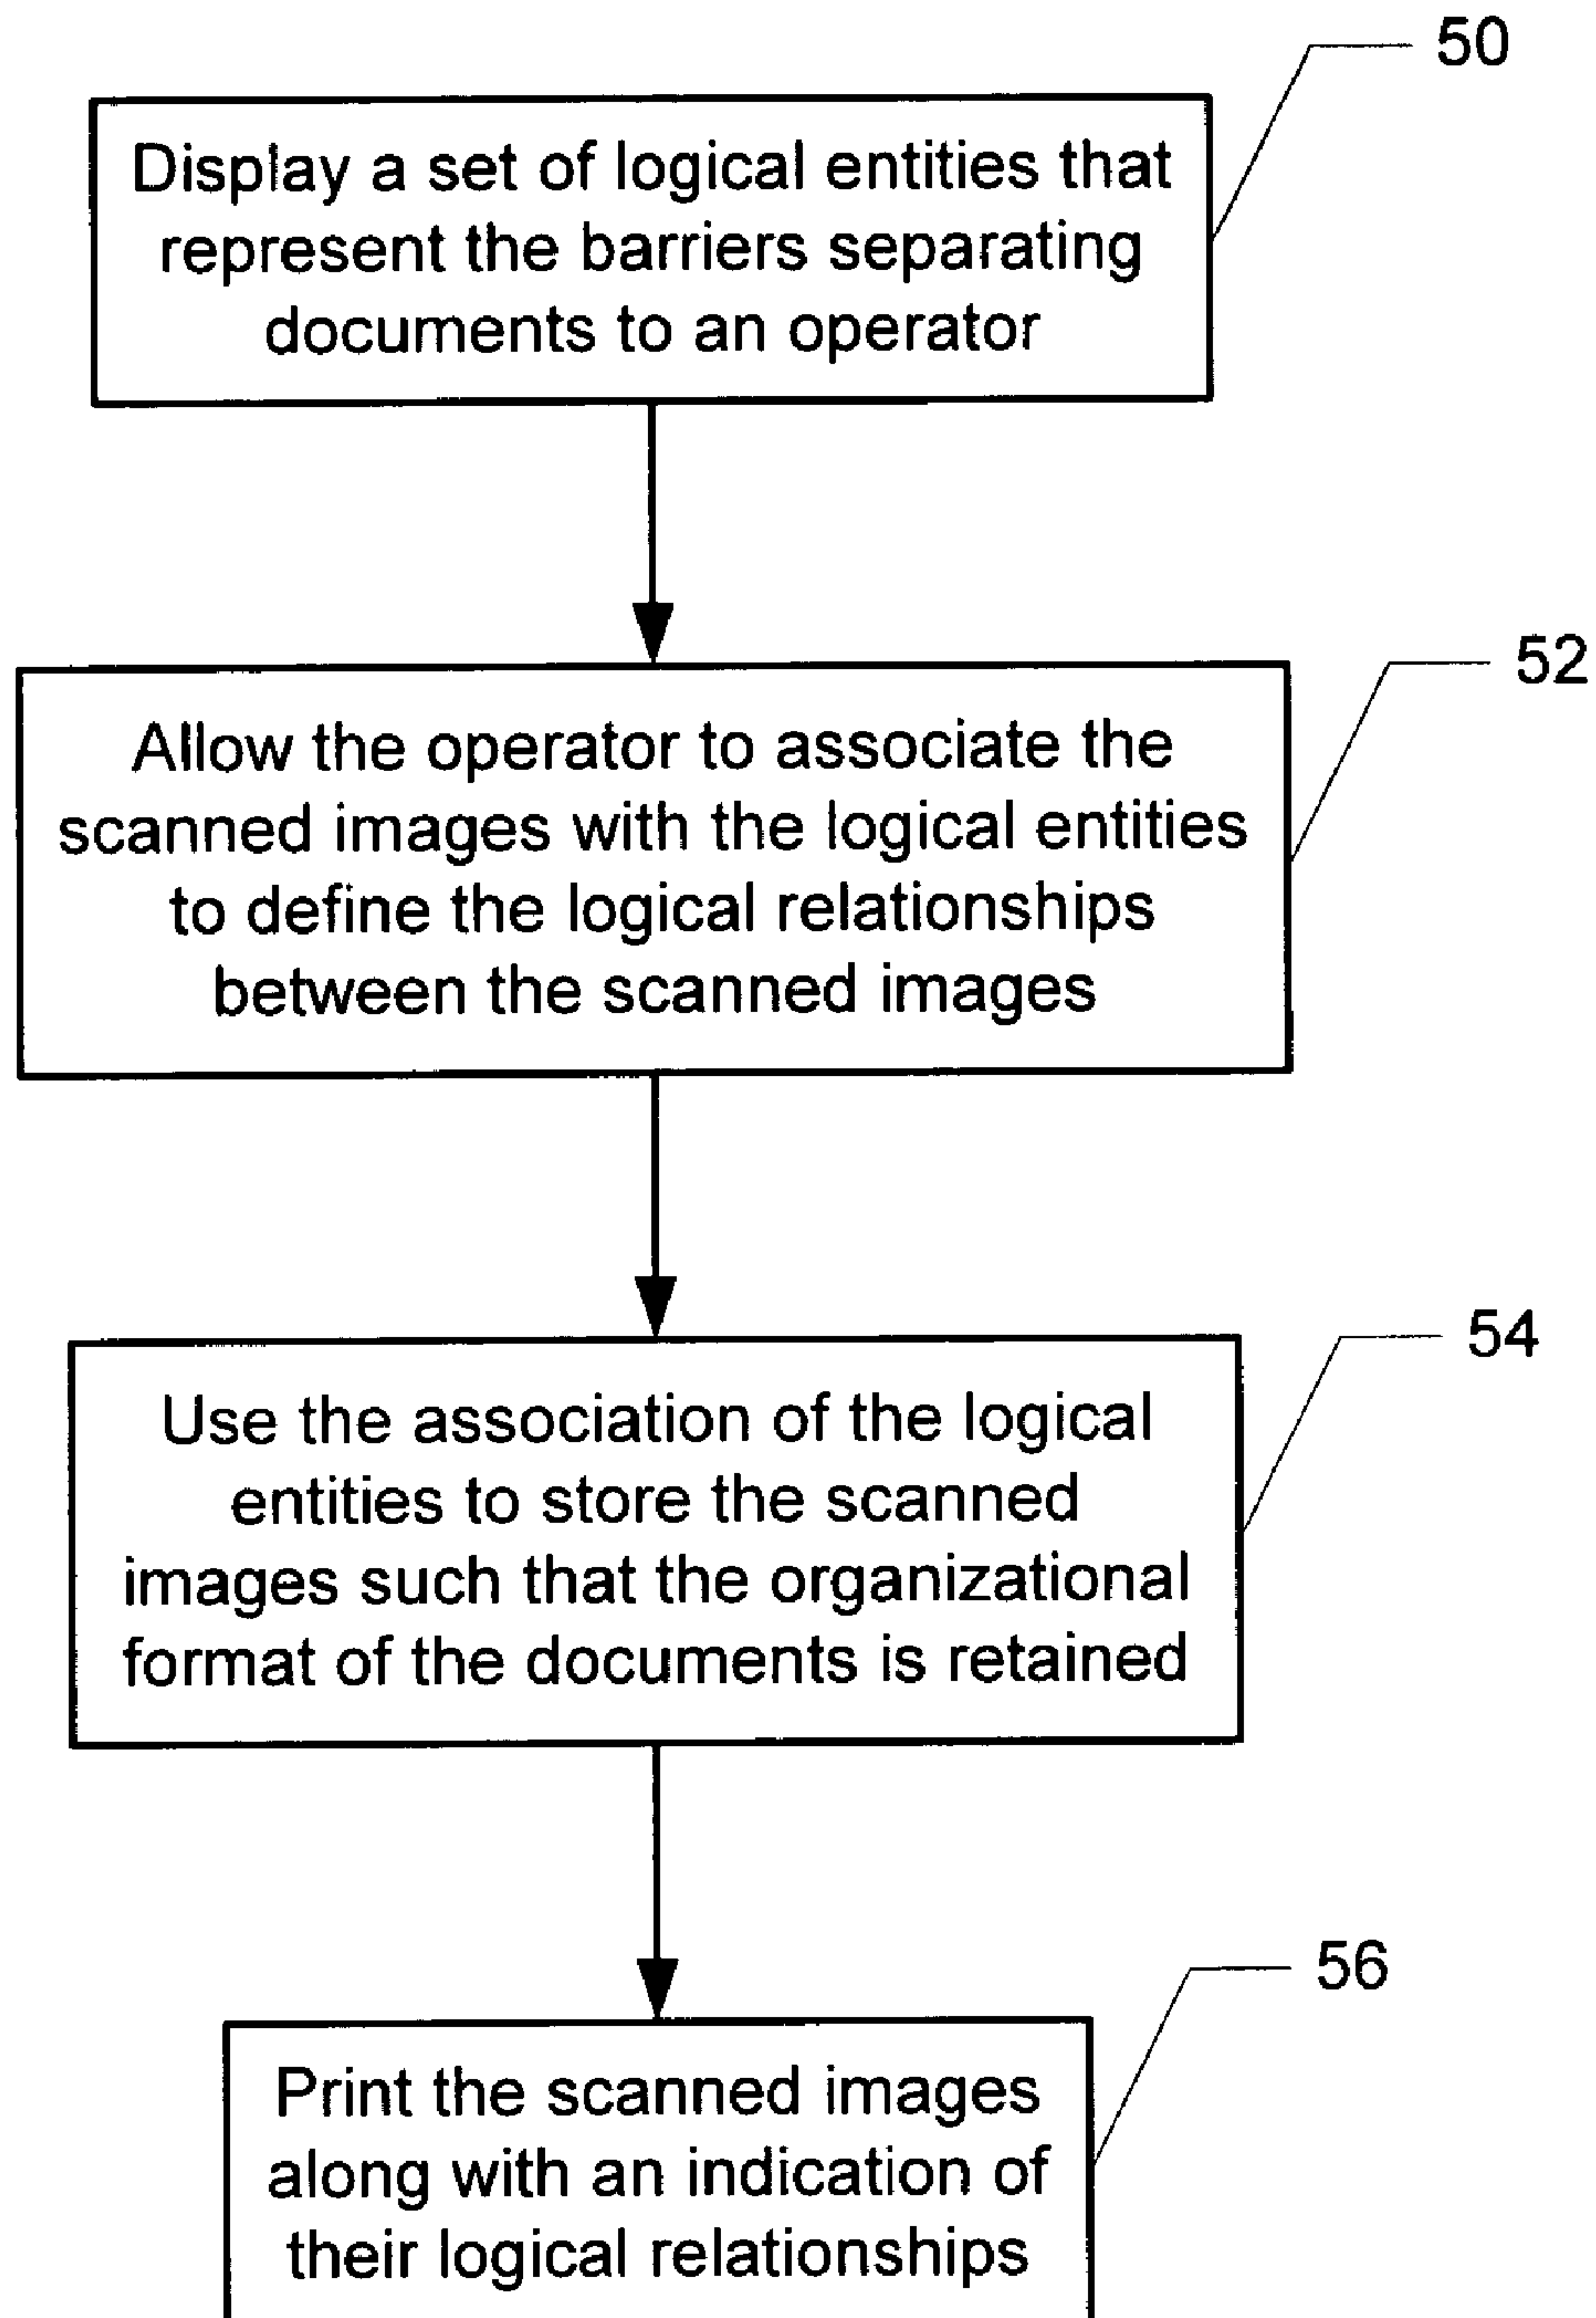 50
Display a set of logical entities that
represent the barriers separating
documents to an operator
52
Allow the operator to associate the
scanned images with the logical entities
to define the logical relationships
between the scanned images
54
Use the association of the logical
entities to store the scanned
images such that the organizational
format of the documents is retained
56
Print the scanned images
along with an indication of
their logical relationships